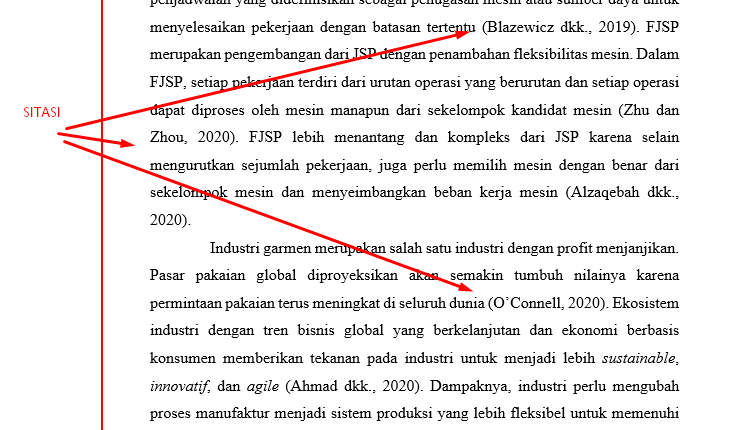 penjadwalan yang didefinisikan sebagai penugasan mesin atau sumber daya untuk
menyelesaikan pekerjaan dengan batasan tertentu (Blazewicz dkk., 2019). FJSP
merupakan pengembangan dari JSP dengan penambahan fleksibilitas mesin. Dalam
FJSP, setiap pekerjaan terdiri dari urutan operasi yang berurutan dan setiap operasi
dapat diproses oleh mesin manapun dari sekelompok kandidat mesin (Zhu dan
Zhou, 2020). FJSP lebih menantang dan kompleks dari JSP karena selain
mengurutkan sejumlah pekerjaan, juga perlu memilih mesin dengan benar dari
sekelompok mesin dan menyeimbangkan beban kerja mesin (Alzaqebah dkk.,
2020).
Industri garmen merupakan salah satu industri dengan profit menjanjikan.
Pasar pakaian global diproyeksikan akan semakin tumbuh nilainya karena
permintaan pakaian terus meningkat di seluruh dunia (O’Connell, 2020). Ekosistem
industri dengan tren bisnis global yang berkelanjutan dan ekonomi berbasis
konsumen memberikan tekanan pada industri untuk menjadi lebih sustainable,
innovatif, dan agile (Ahmad dkk., 2020). Dampaknya, industri perlu mengubah
proses manufaktur menjadi sistem produksi yang lebih fleksibel untuk memenuhi
SITASI